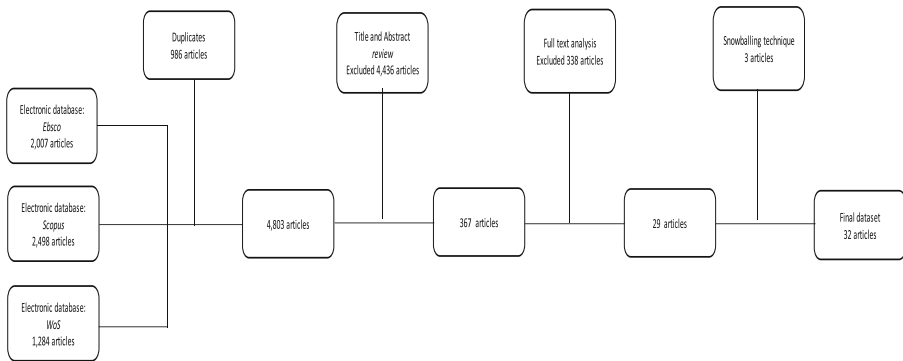 Duplicates
986 articles
Title and Abstract
review
Excluded 4,436 articles
Full text analysis
Excluded 338 articles
Snowballing technique
3 articles
Electronic database:
Ebsco
2,007 articles
Electronic database:
Scopus
2,498 articles
Electronic database:
WoS
1,284 articles
4,803 articles
367 articles
29 articles
Final dataset
32 articles